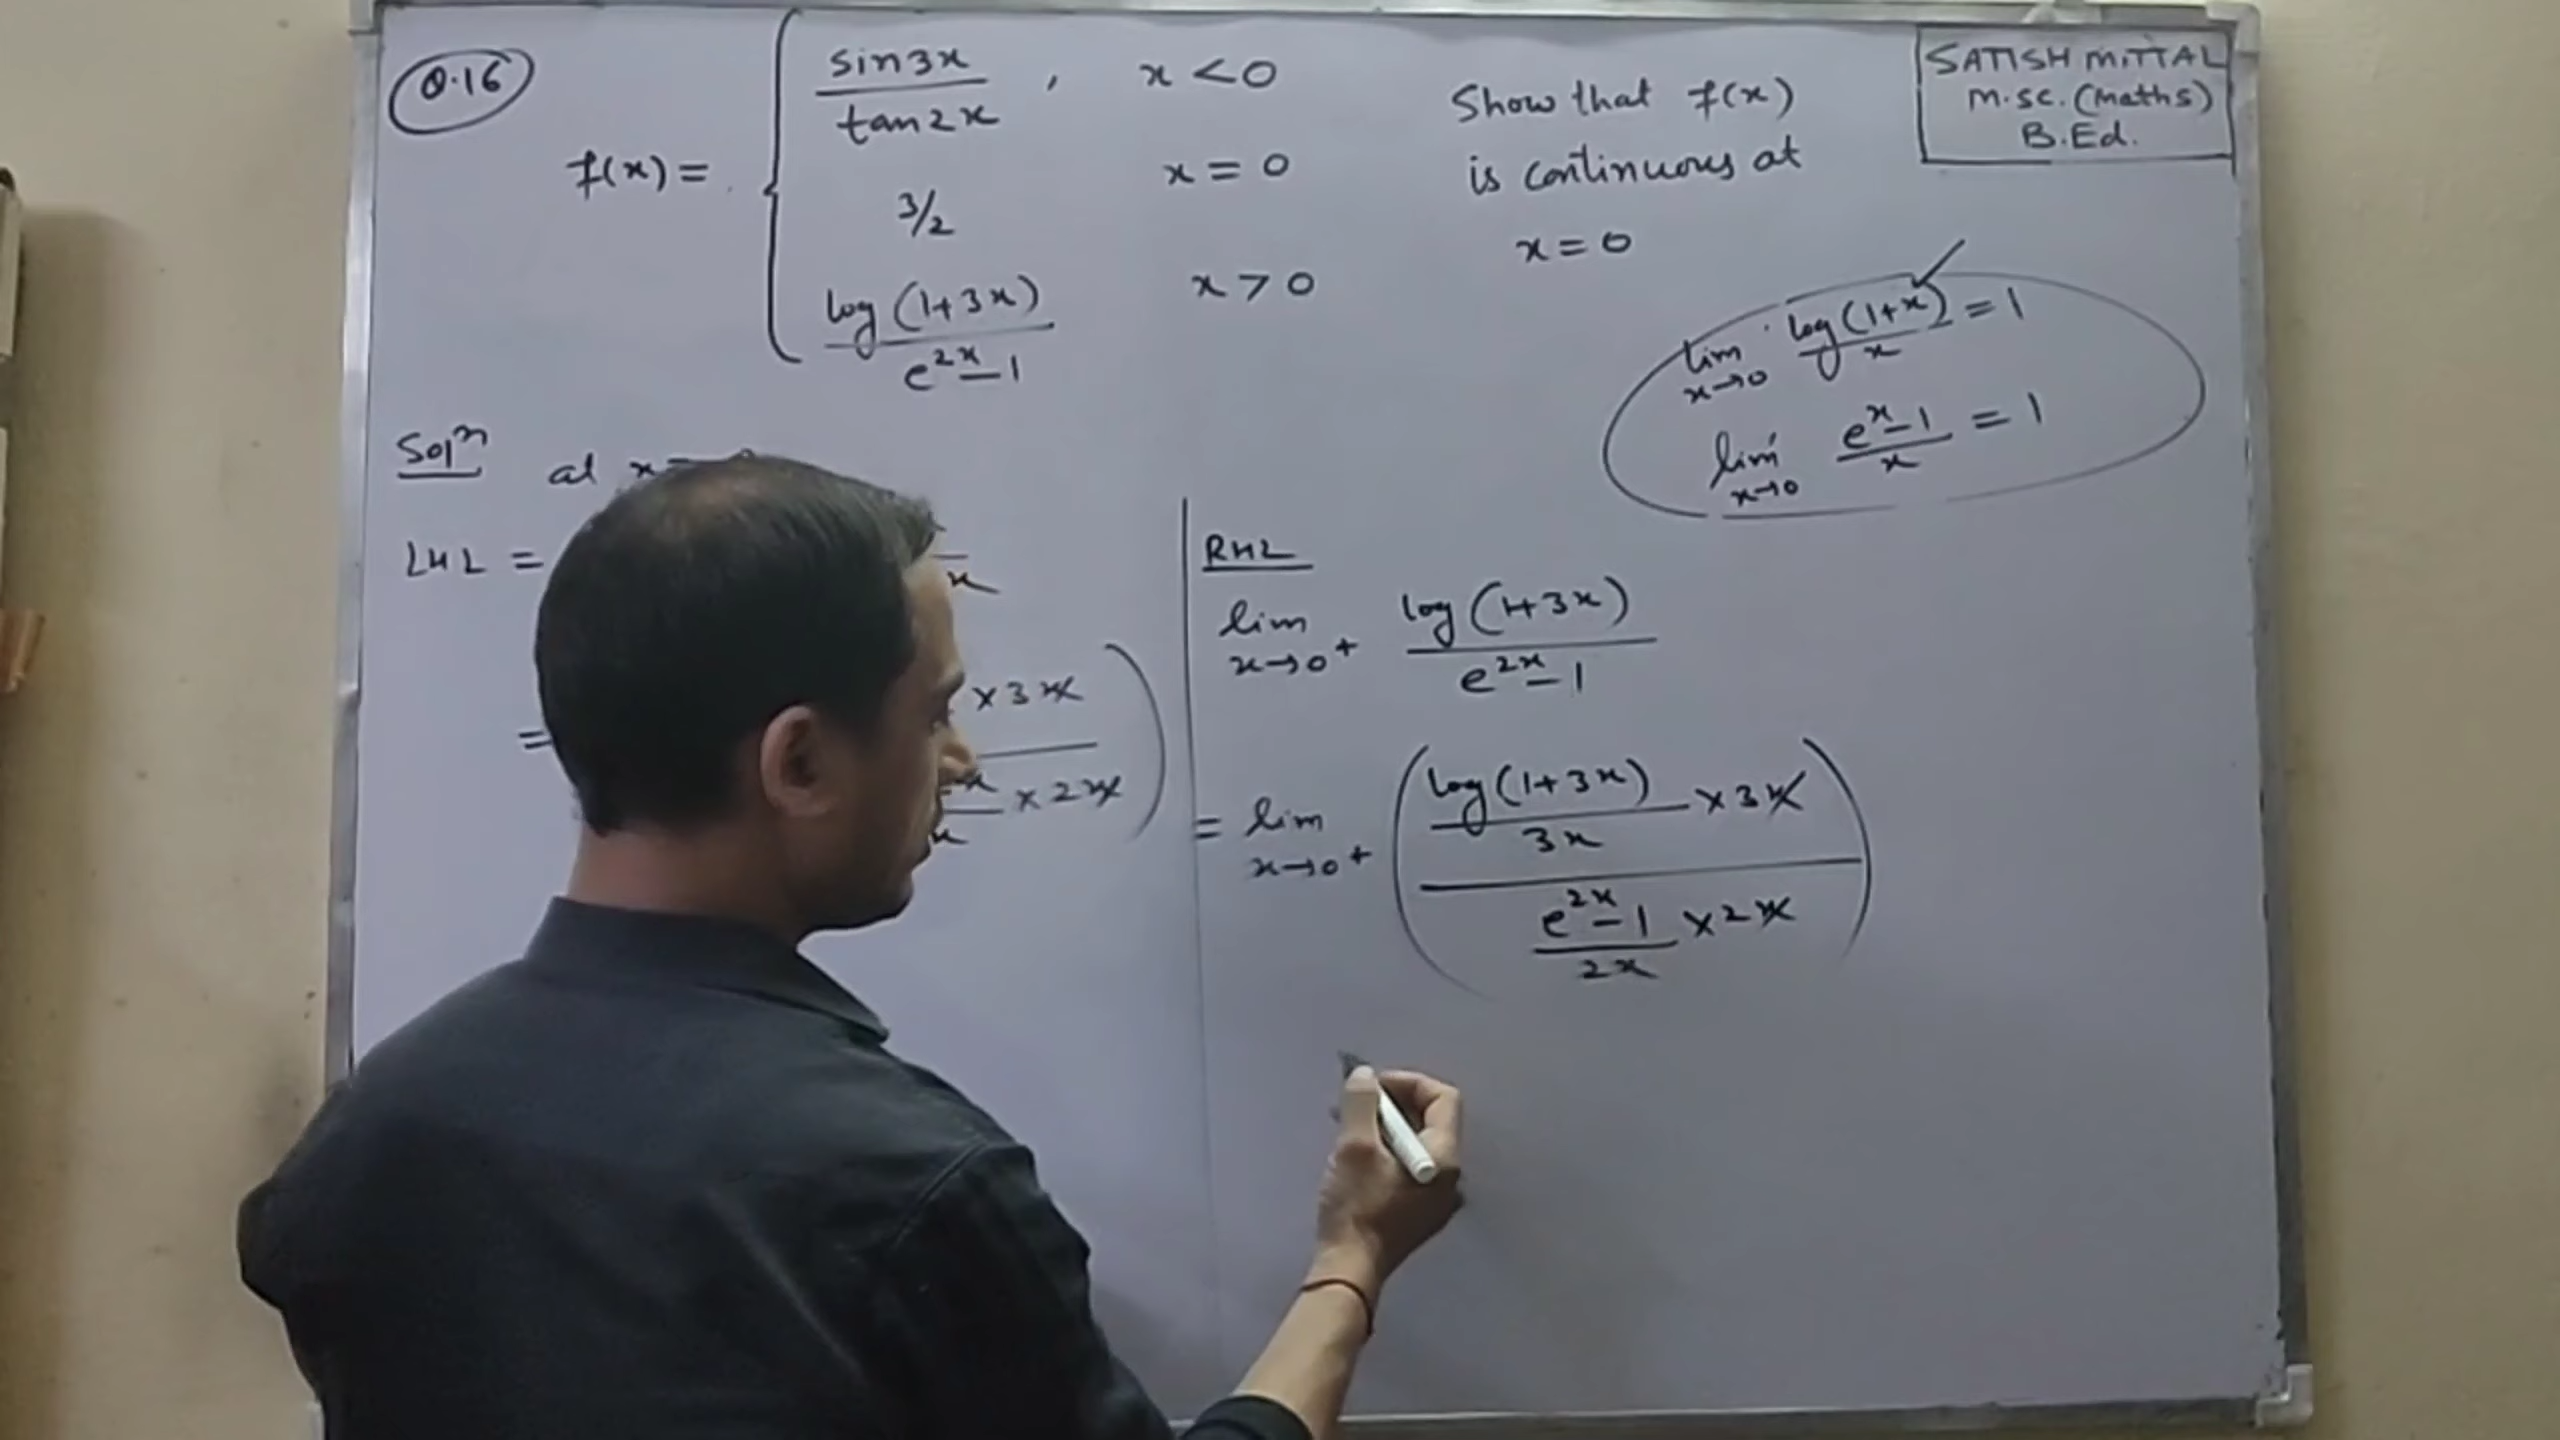 Q.16
f(x) =
sin3x / tan2x , x < 0
3/2 x = 0
log(1+3x) / e^2x - 1 x > 0
Show that f(x)
is continuous at
x = 0
SATISH MITTAL
M.Sc. (Maths)
B.Ed.
lim x→0 log(1+x) / x = 1
lim x→0 e^x - 1 / x = 1
Solⁿ at x =
LHL =
x
=
× 3x
x × 2x
x
RHL
lim x→0+ log(1+3x) / e^2x - 1
= lim x→0+ ( log(1+3x) / 3x × 3x / e^2x - 1 / 2x × 2x )